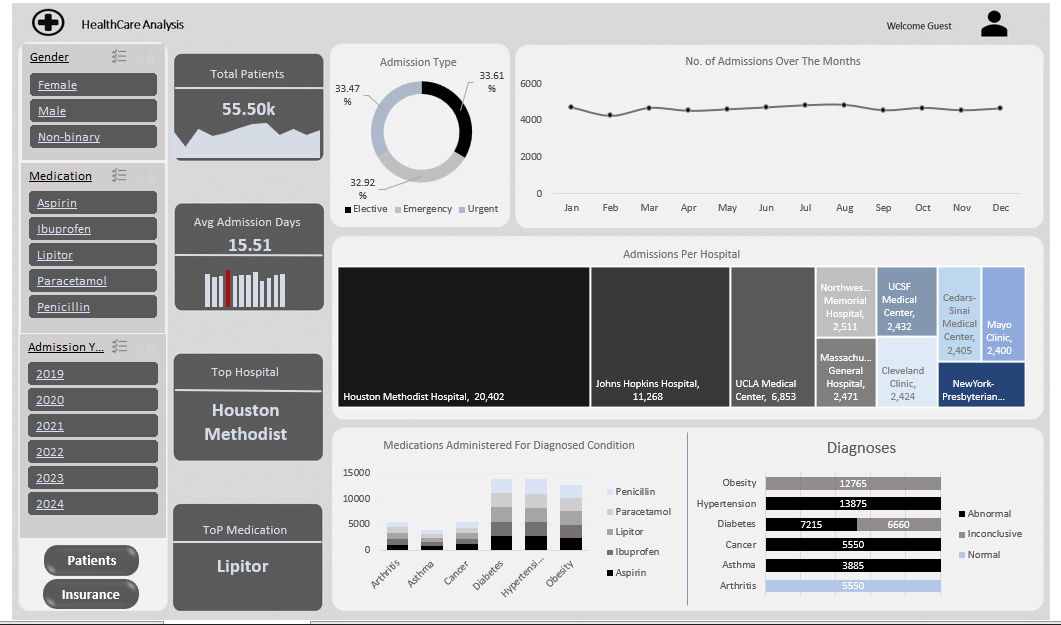 HealthCare Analysis
Welcome Guest
Gender
Female
Male
Non-binary
Medication
Aspirin
Ibuprofen
Lipitor
Paracetamol
Penicillin
Admission Y...
2019
2020
2021
2022
2023
2024
Patients
Insurance
Total Patients
55.50k
Avg Admission Days
15.51
Top Hospital
Houston
Methodist
ToP Medication
Lipitor
Admission Type
33.61
%
33.47
%
32.92
%
Elective Emergency Urgent
No. of Admissions Over The Months
6000
4000
2000
0
Jan Feb Mar Apr May Jun Jul Aug Sep Oct Nov Dec
Admissions Per Hospital
Houston Methodist Hospital, 20,402
Johns Hopkins Hospital,
11,268
UCLA Medical
Center, 6,853
Northwes...
Memorial
Hospital,
2,511
Massachu...
General
Hospital,
2,471
UCSF
Medical
Center,
2,432
Cleveland
Clinic,
2,424
Cedars-
Sinai
Medical
Center,
2,405
Mayo
Clinic,
2,400
NewYork-
Presbyterian...
Medications Administered For Diagnosed Condition
15000
10000
5000
0
Arthritis
Asthma
Cancer
Diabetes
Hypertensi...
Obesity
Penicillin
Paracetamol
Lipitor
Ibuprofen
Aspirin
Diagnoses
Obesity 12765
Hypertension 13875
Diabetes 7215 6660
Cancer 5550
Asthma 3885
Arthritis 5550
Abnormal
Inconclusive
Normal